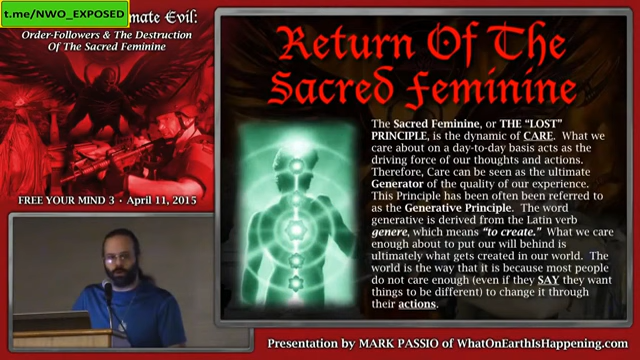 t.me/NWO_EXPOSED
mate Evil:
Order-Followers & The Destruction
Of The Sacred Feminine
FREE YOUR MIND 3 · April 11, 2015
Return Of The
Sacred Feminine
The Sacred Feminine, or THE “LOST”
PRINCIPLE, is the dynamic of CARE. What we
care about on a day-to-day basis acts as the
driving force of our thoughts and actions.
Therefore, Care can be seen as the ultimate
Generator of the quality of our experience.
This Principle has been often been referred to
as the Generative Principle. The word
generative is derived from the Latin verb
genere, which means “to create.” What we care
enough about to put our will behind is
ultimately what gets created in our world. The
world is the way that it is because most people
do not care enough (even if they SAY they want
things to be different) to change it through
their actions.
Presentation by MARK PASSIO of WhatOnEarthIsHappening.com